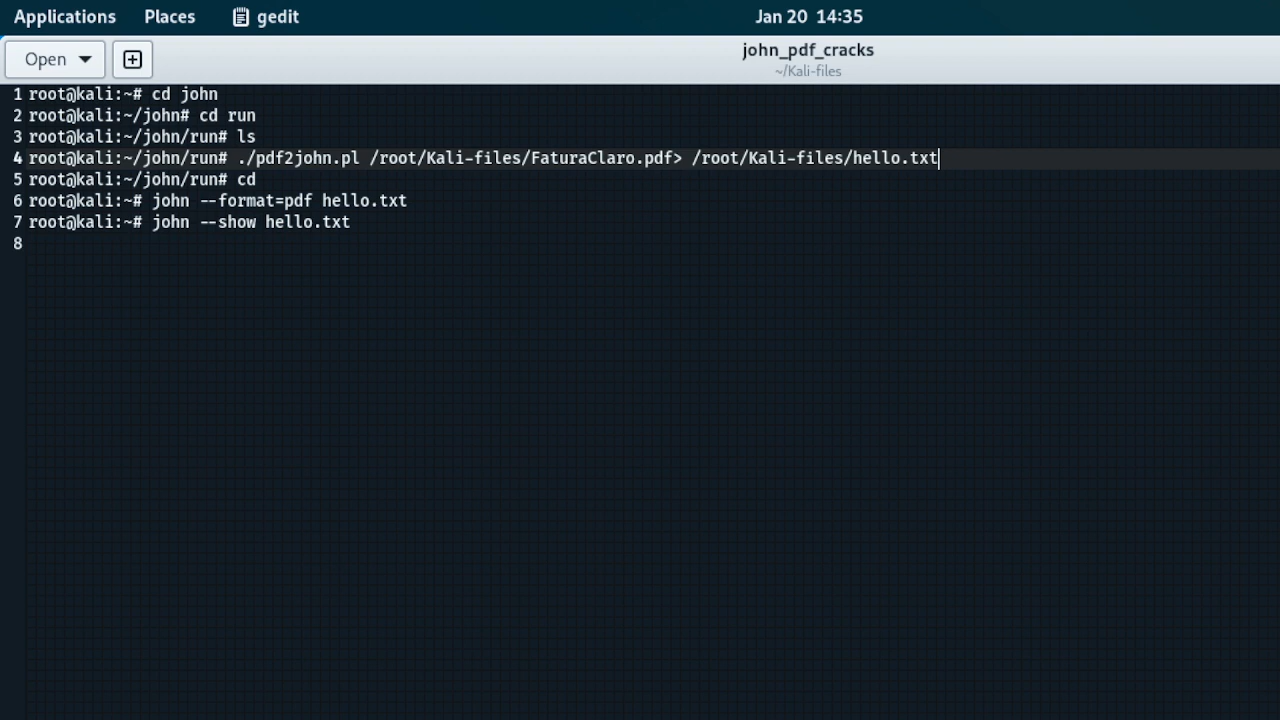 Applications Places gedit Jan 20 14:35
Open john_pdf_cracks
~/Kali-files
1 root@kali:~# cd john
2 root@kali:~/john# cd run
3 root@kali:~/john/run# ls
4 root@kali:~/john/run# ./pdf2john.pl /root/Kali-files/FaturaClaro.pdf> /root/Kali-files/hello.txt
5 root@kali:~/john/run# cd
6 root@kali:~# john --format=pdf hello.txt
7 root@kali:~# john --show hello.txt
8